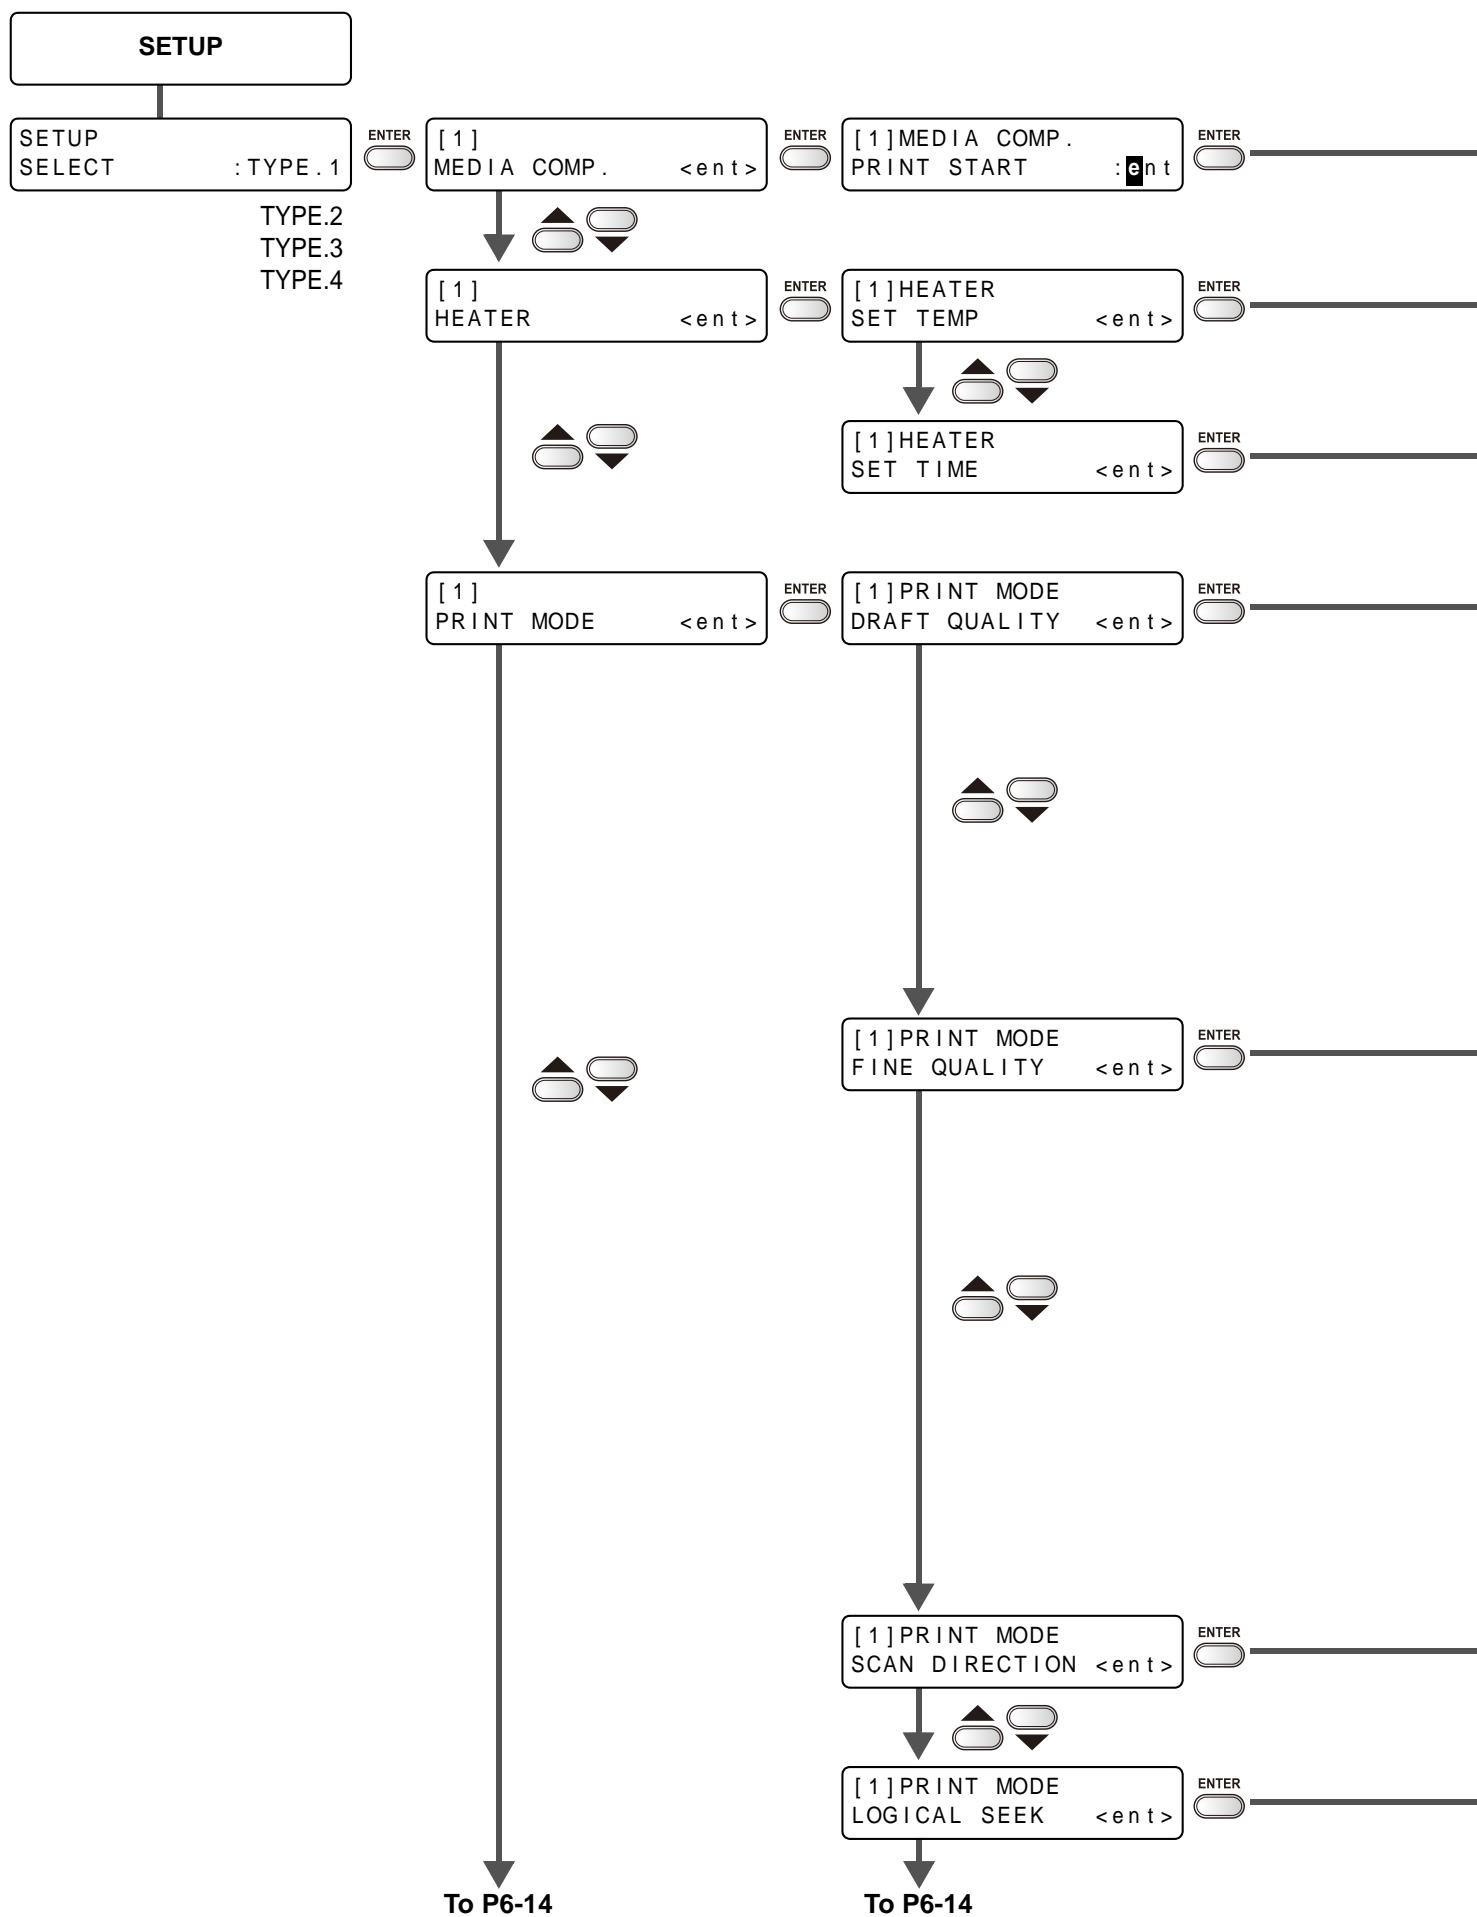 SETUP
SETUP
SELECT :TYPE.1
TYPE.2
TYPE.3
TYPE.4
ENTER
[1]
MEDIA COMP. <ent>
ENTER
[1]MEDIA COMP.
PRINT START :ent
ENTER
[1]
HEATER <ent>
ENTER
[1]HEATER
SET TEMP <ent>
ENTER
[1]HEATER
SET TIME <ent>
ENTER
[1]
PRINT MODE <ent>
ENTER
[1]PRINT MODE
DRAFT QUALITY <ent>
ENTER
[1]PRINT MODE
FINE QUALITY <ent>
ENTER
[1]PRINT MODE
SCAN DIRECTION <ent>
ENTER
[1]PRINT MODE
LOGICAL SEEK <ent>
ENTER
To P6-14
To P6-14